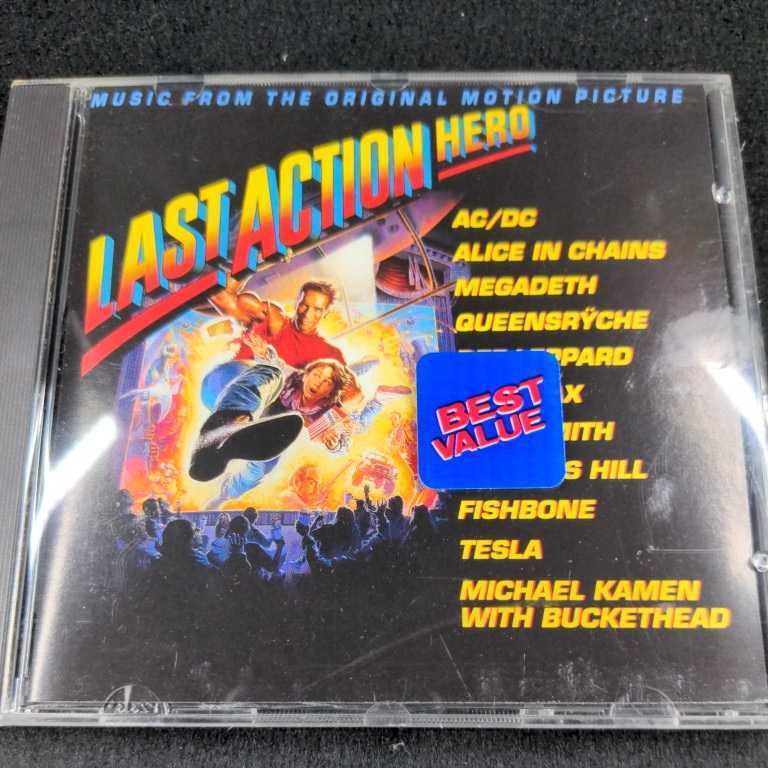 MUSIC FROM THE ORIGINAL MOTION PICTURE
LAST ACTION HERO
AC/DC
ALICE IN CHAINS
MEGADETH
QUEENSRŸCHE
BEST
VALUE
HILL
FISHBONE
TESLA
MICHAEL KAMEN
WITH BUCKETHEAD